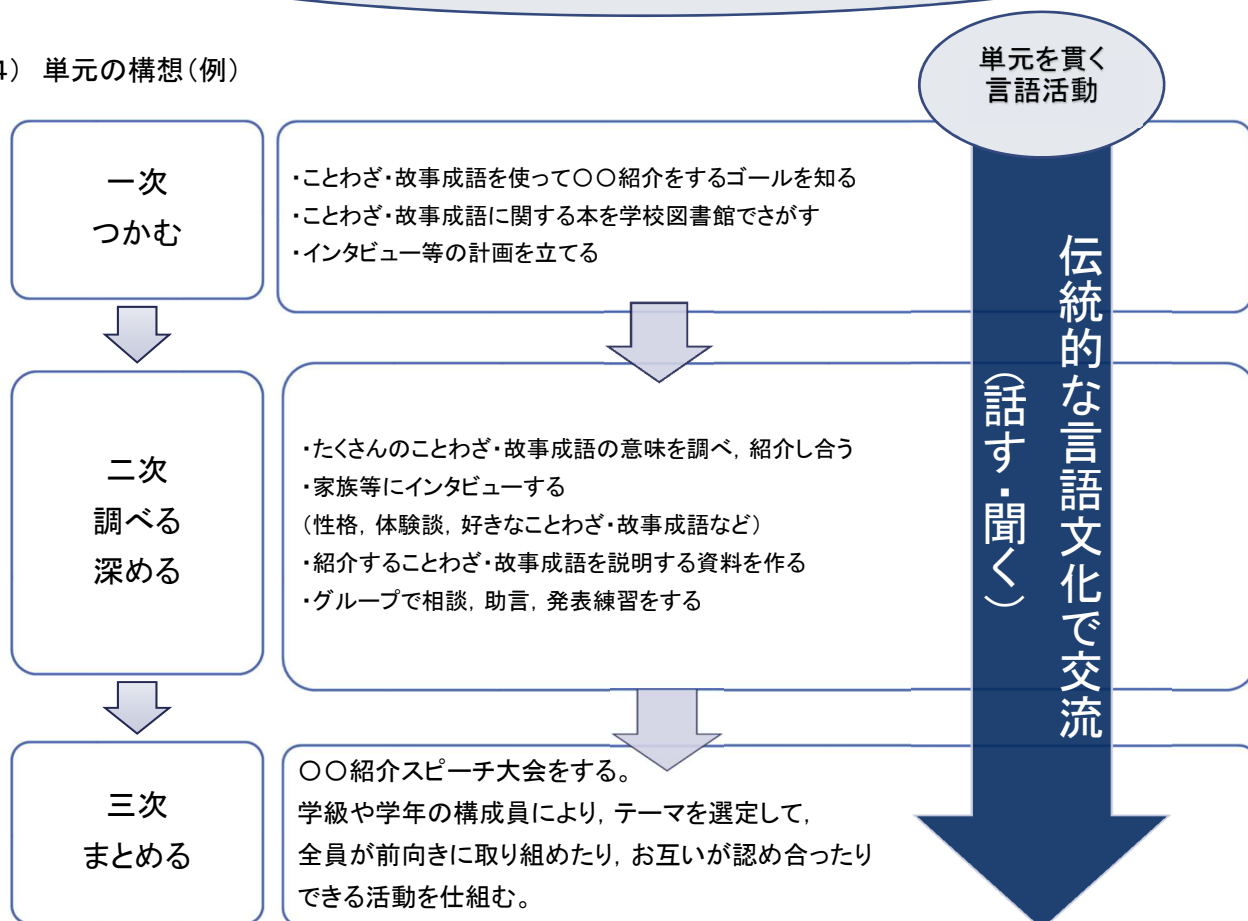 4） 単元の構想（例）
単元を貫く
言語活動
一次
つかむ
・ことわざ・故事成語を使って〇〇紹介をするゴールを知る
・ことわざ・故事成語に関する本を学校図書館でさがす
・インタビュー等の計画を立てる
二次
調べる
深める
・たくさんのことわざ・故事成語の意味を調べ，紹介し合う
・家族等にインタビューする
（性格，体験談，好きなことわざ・故事成語など）
・紹介することわざ・故事成語を説明する資料を作る
・グループで相談，助言，発表練習をする
三次
まとめる
〇〇紹介スピーチ大会をする。
学級や学年の構成員により，テーマを選定して，
全員が前向きに取り組めたり，お互いが認め合ったり
できる活動を仕組む。
伝統的な言語文化で交流
（話す・聞く）